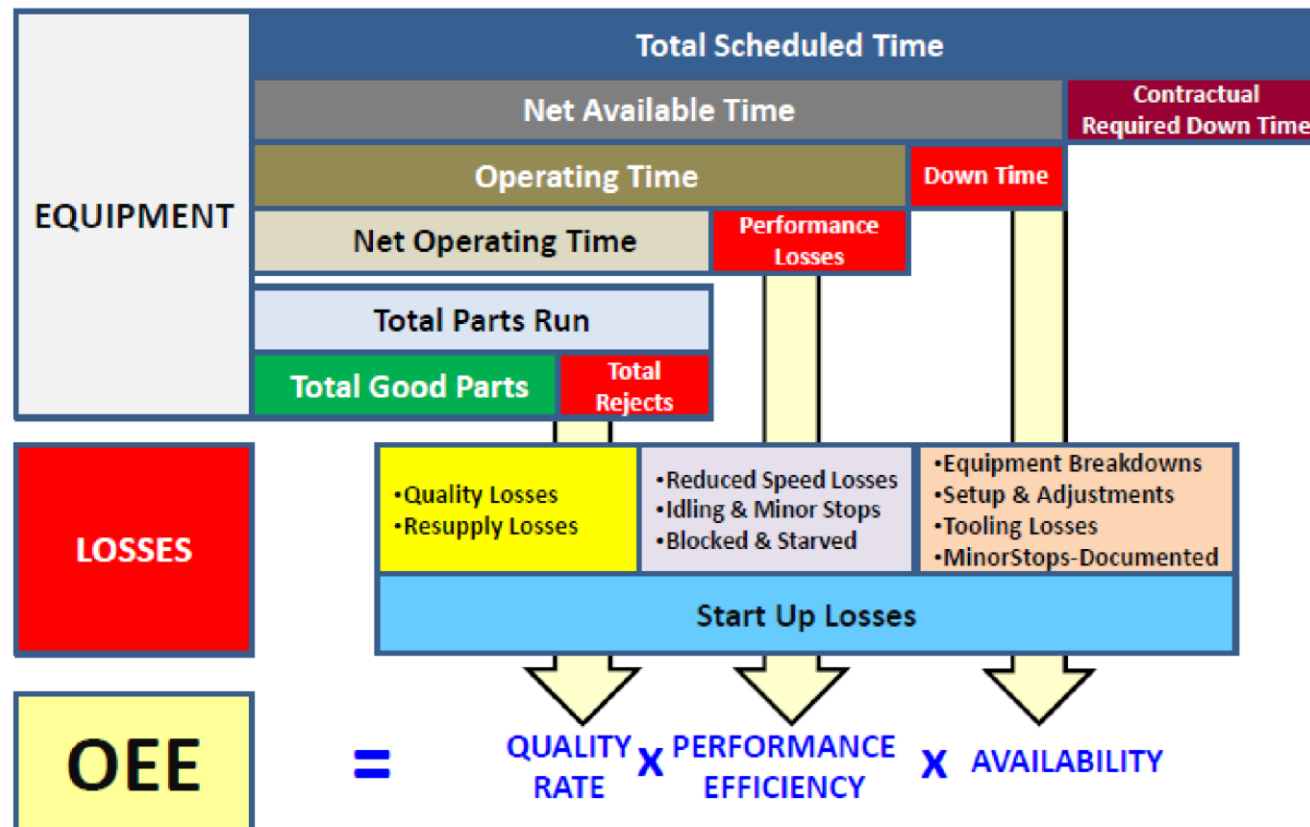 Total Scheduled Time
Net Available Time
Contractual
Required Down Time
EQUIPMENT
Operating Time
Down Time
Net Operating Time
Performance
Losses
Total Parts Run
Total Good Parts
Total
Rejects
LOSSES
•Quality Losses
•Resupply Losses
•Reduced Speed Losses
•Idling & Minor Stops
•Blocked & Starved
•Equipment Breakdowns
•Setup & Adjustments
•Tooling Losses
•MinorStops-Documented
Start Up Losses
OEE
=
QUALITY
RATE
x
PERFORMANCE
EFFICIENCY
x
AVAILABILITY